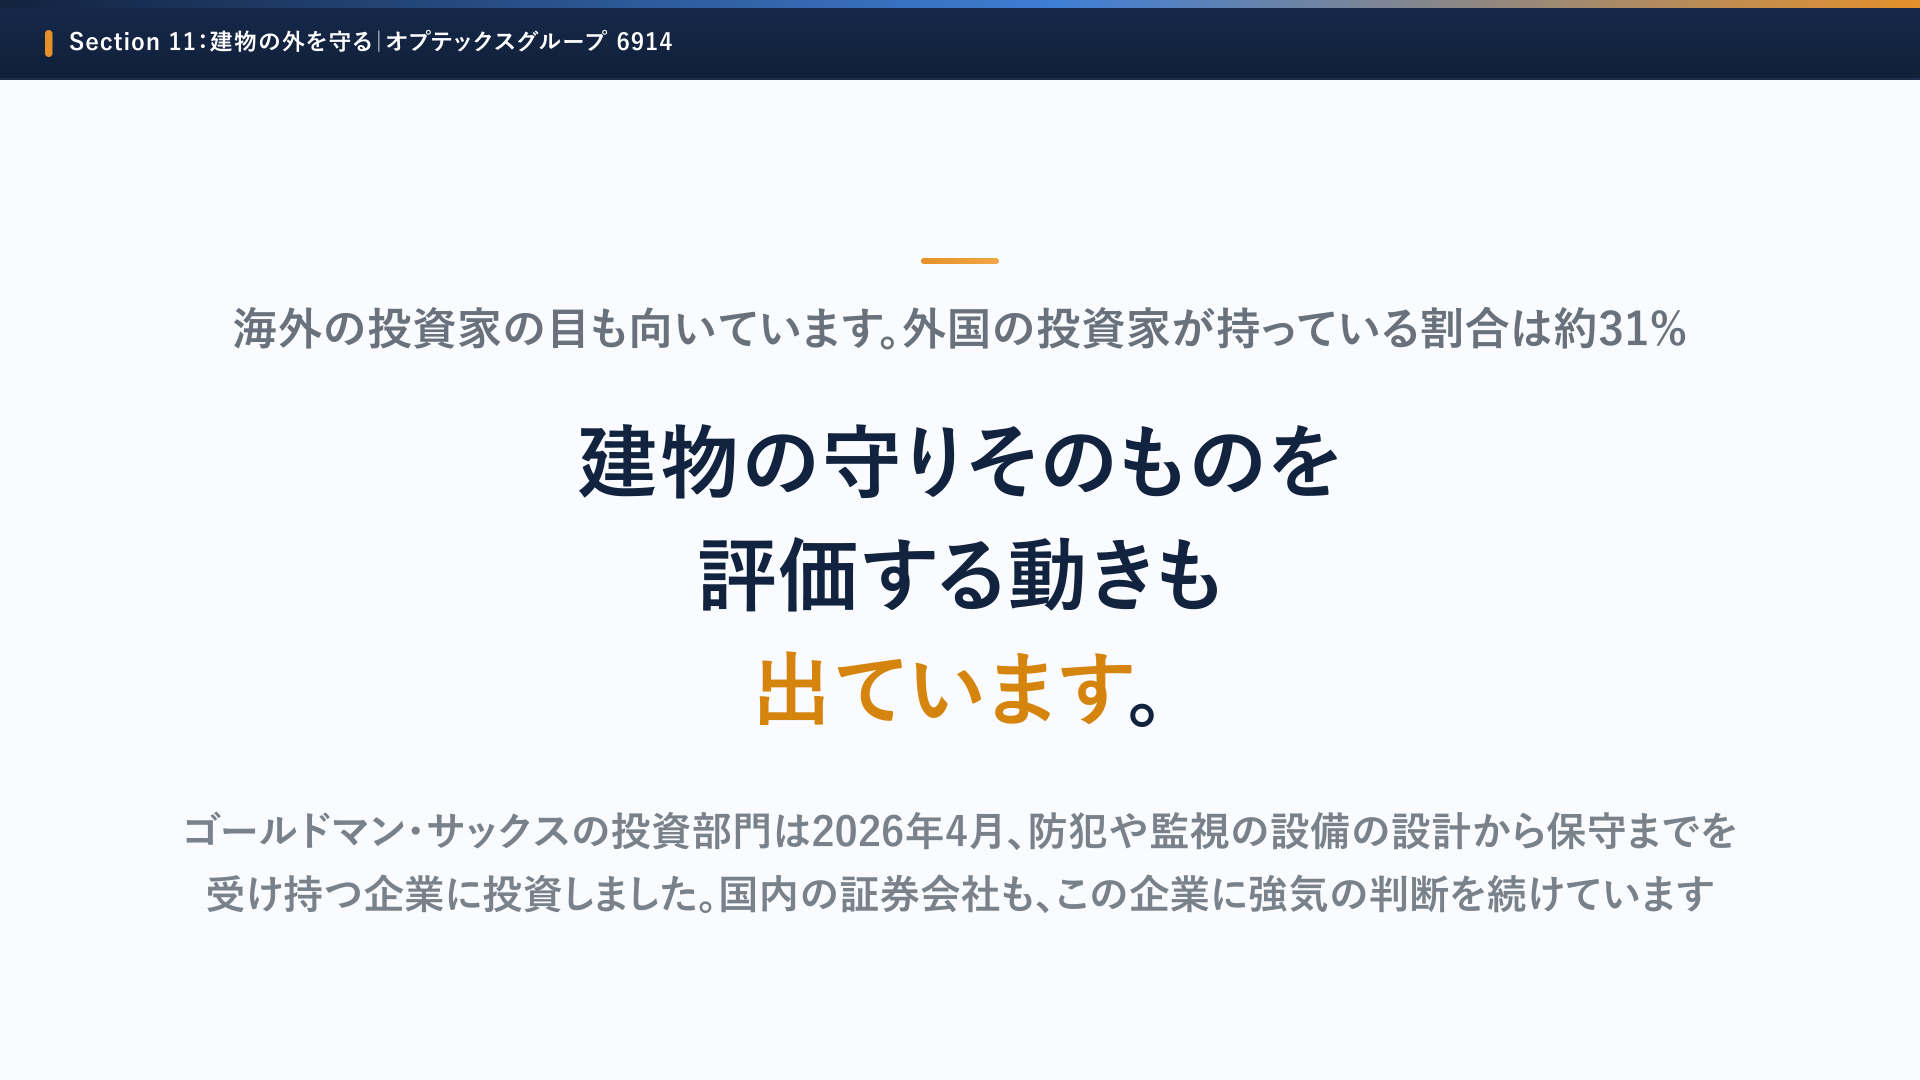 Section 11：建物の外を守る｜オプテックスグループ 6914
海外の投資家の目も向いています。外国の投資家が持っている割合は約31%
建物の守りそのものを
評価する動きも
出ています。
ゴールドマン・サックスの投資部門は2026年4月、防犯や監視の設備の設計から保守までを
受け持つ企業に投資しました。国内の証券会社も、この企業に強気の判断を続けています